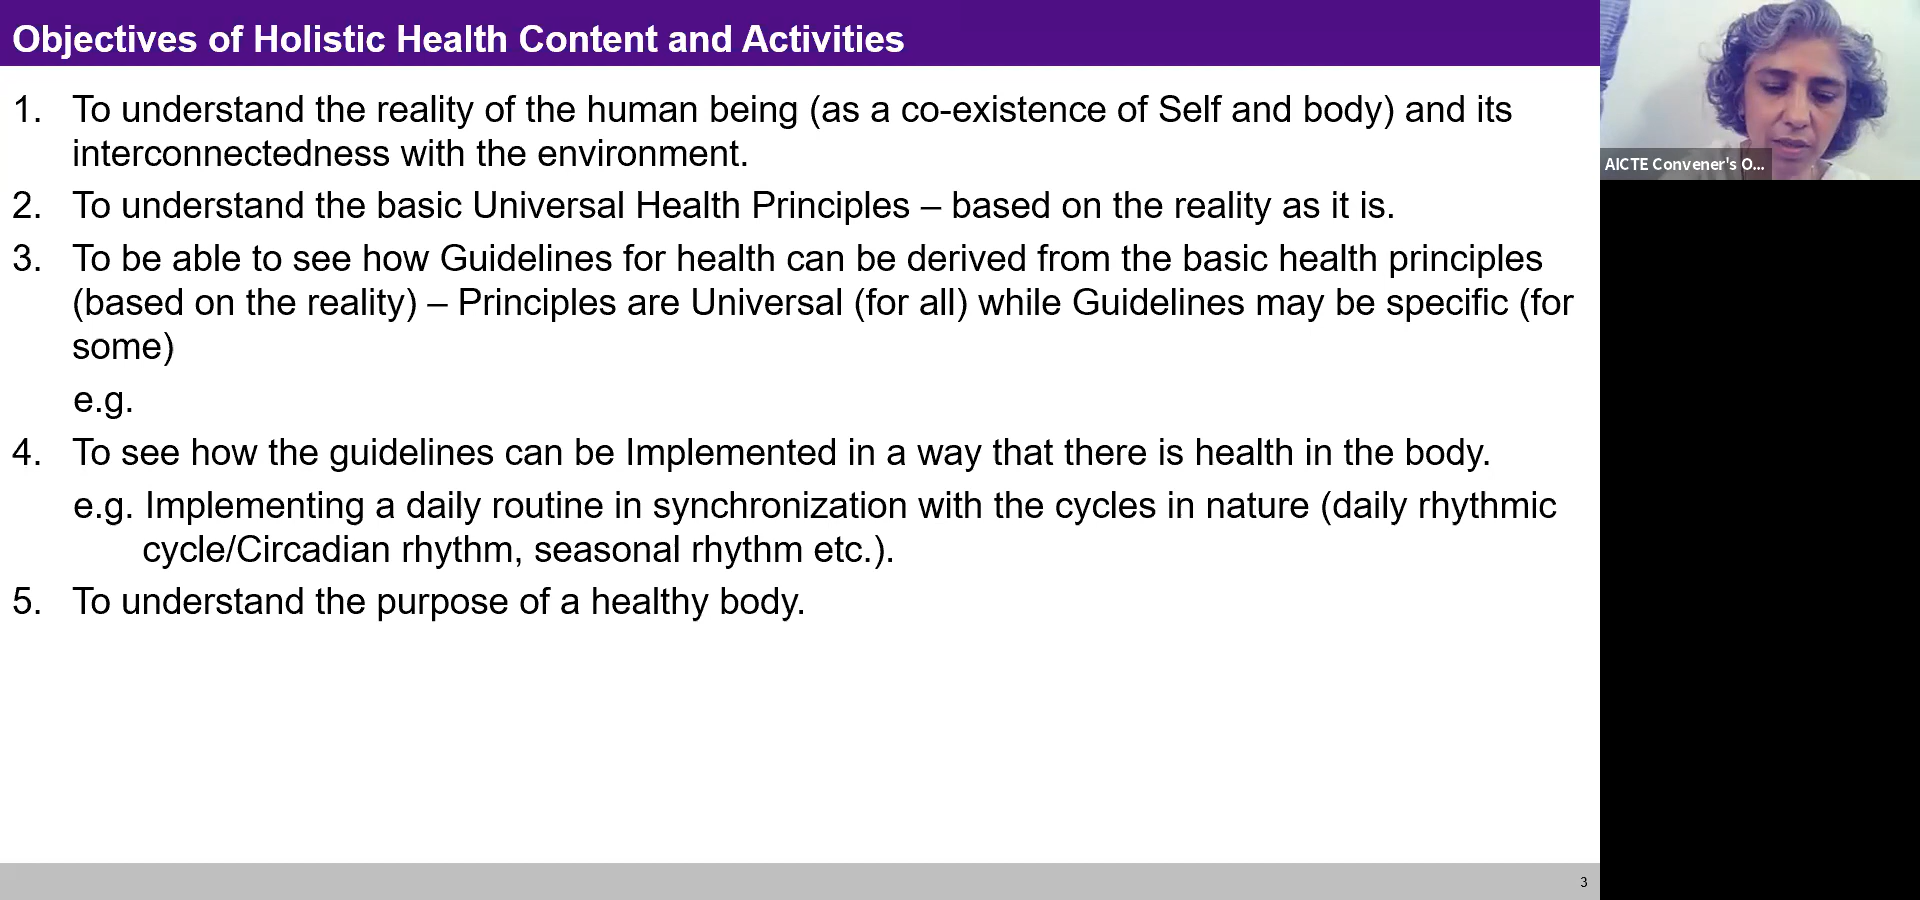 Objectives of Holistic Health Content and Activities
1. To understand the reality of the human being (as a co-existence of Self and body) and its
interconnectedness with the environment.
2. To understand the basic Universal Health Principles – based on the reality as it is.
3. To be able to see how Guidelines for health can be derived from the basic health principles
(based on the reality) – Principles are Universal (for all) while Guidelines may be specific (for
some)
e.g.
4. To see how the guidelines can be Implemented in a way that there is health in the body.
e.g. Implementing a daily routine in synchronization with the cycles in nature (daily rhythmic
cycle/Circadian rhythm, seasonal rhythm etc.).
5. To understand the purpose of a healthy body.
3
AICTE Convener's O...